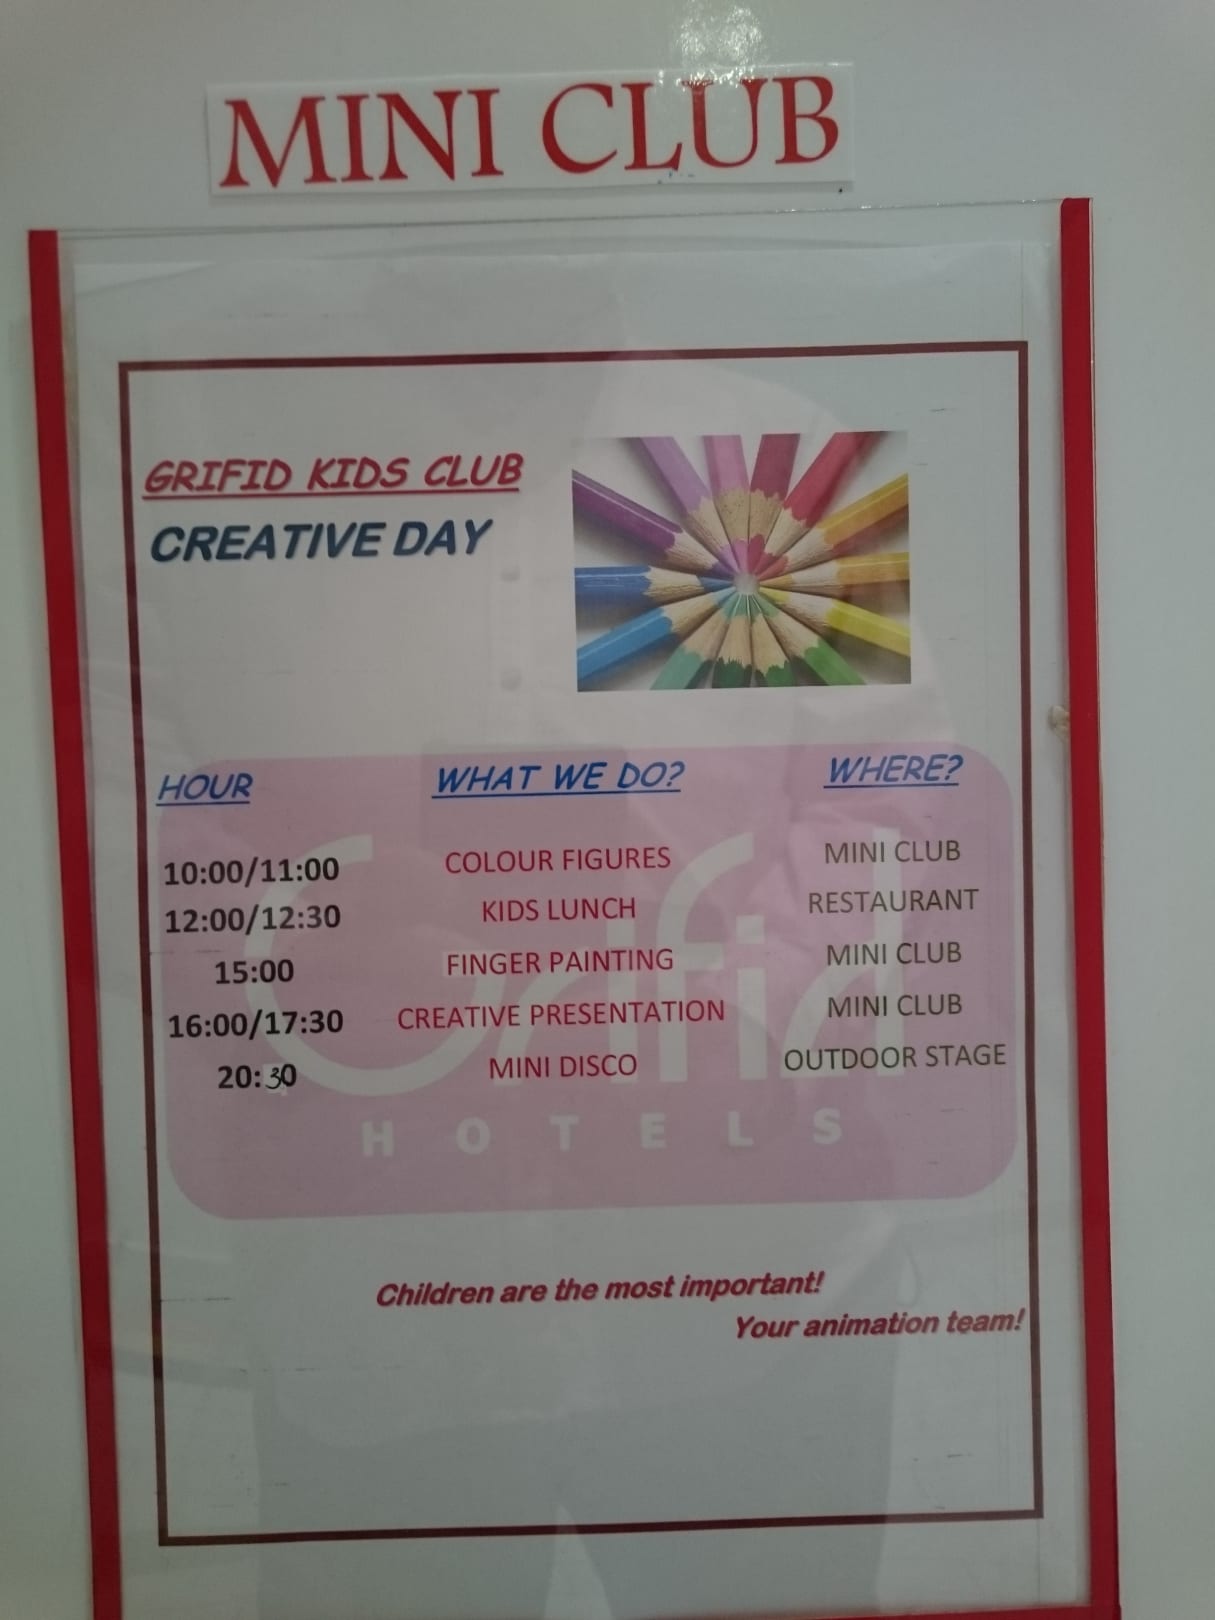 MINI CLUB
GRIFID KIDS CLUB
CREATIVE DAY
HOUR WHAT WE DO? WHERE?
10:00/11:00 COLOUR FIGURES MINI CLUB
12:00/12:30 KIDS LUNCH RESTAURANT
15:00 FINGER PAINTING MINI CLUB
16:00/17:30 CREATIVE PRESENTATION MINI CLUB
20:30 MINI DISCO OUTDOOR STAGE
Grifid
HOTELS
Children are the most important!
Your animation team!